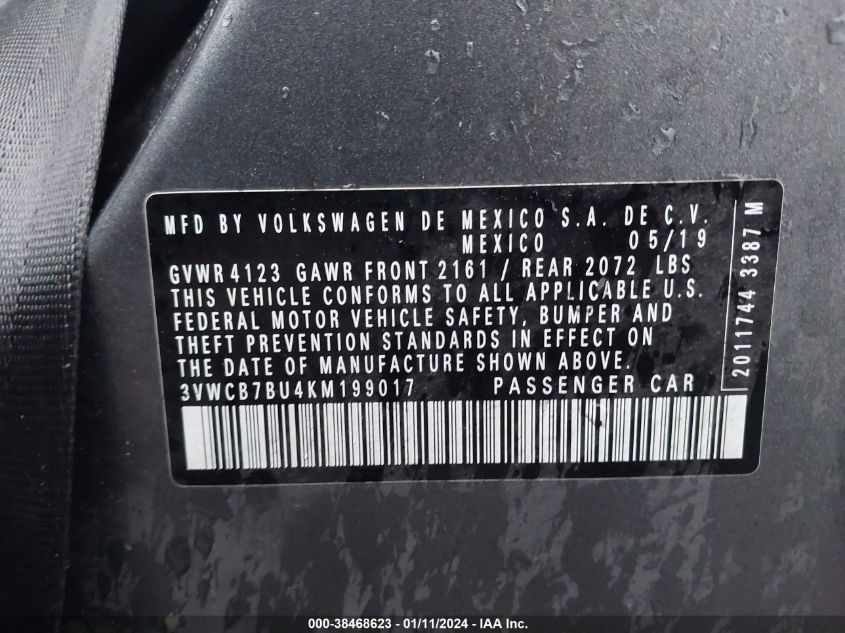 MFD BY VOLKSWAGEN DE MEXICO S.A. DE C.V.
MEXICO 05/19
GVWR 4123 GAWR FRONT 2161 / REAR 2072 LBS
THIS VEHICLE CONFORMS TO ALL APPLICABLE U.S.
FEDERAL MOTOR VEHICLE SAFETY, BUMPER AND
THEFT PREVENTION STANDARDS IN EFFECT ON
THE DATE OF MANUFACTURE SHOWN ABOVE.
3VWCB7BU4KM199017 PASSENGER CAR
2011744 3387 M
000-38468623 - 01/11/2024 - IAA Inc.